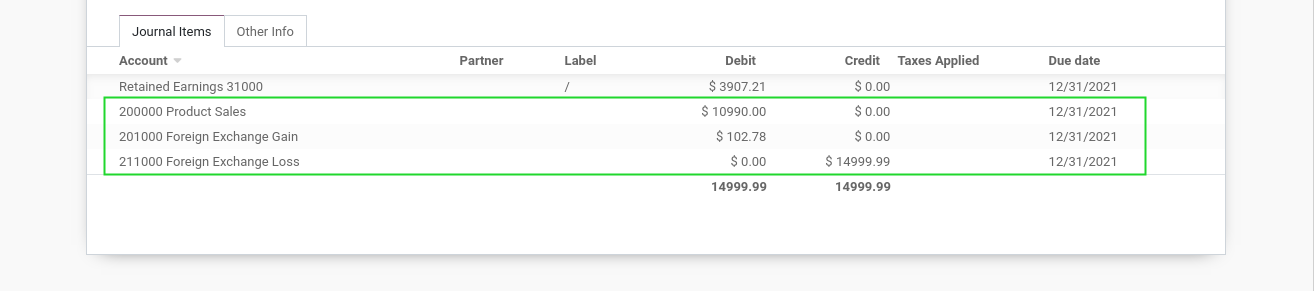 Journal Items Other Info
Account Partner Label Debit Credit Taxes Applied Due date
Retained Earnings 31000 / $ 3907.21 $ 0.00 12/31/2021
200000 Product Sales $ 10990.00 $ 0.00 12/31/2021
201000 Foreign Exchange Gain $ 102.78 $ 0.00 12/31/2021
211000 Foreign Exchange Loss $ 0.00 $ 14999.99 12/31/2021
14999.99 14999.99